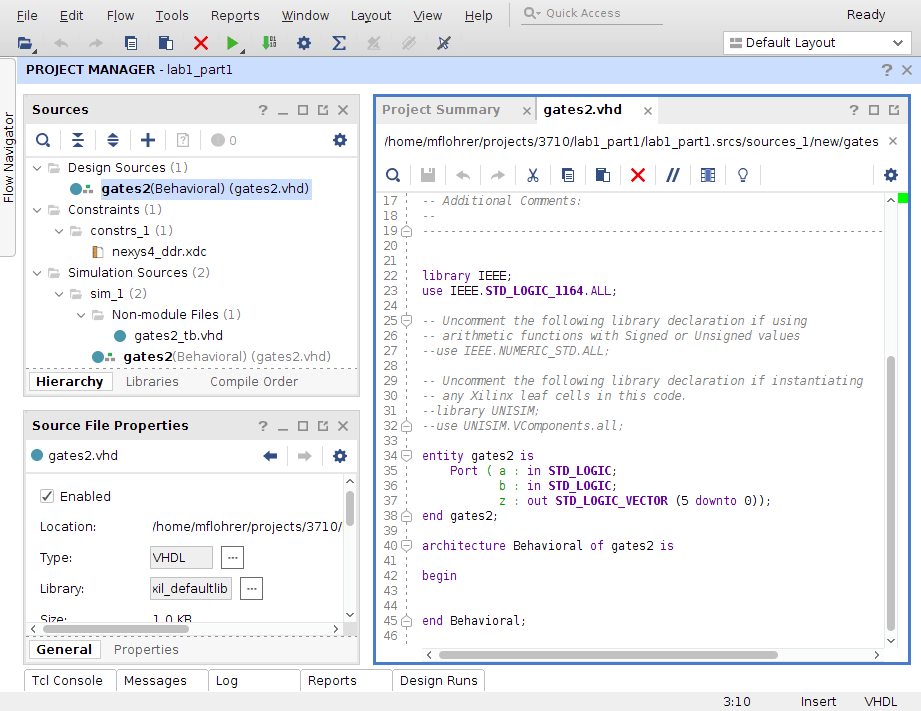 File Edit Flow Tools Reports Window Layout View Help Quick Access Ready
Default Layout
PROJECT MANAGER - lab1_part1
Flow Navigator
Sources
0
Design Sources (1)
gates2(Behavioral) (gates2.vhd)
Constraints (1)
constrs_1 (1)
nexys4_ddr.xdc
Simulation Sources (2)
sim_1 (2)
Non-module Files (1)
gates2_tb.vhd
gates2(Behavioral) (gates2.vhd)
Hierarchy Libraries Compile Order
Source File Properties
gates2.vhd
Enabled
Location: /home/mflohrer/projects/3710/
Type: VHDL
Library: xil_defaultlib
Size: 1.0 KB
General Properties
Project Summary gates2.vhd
/home/mflohrer/projects/3710/lab1_part1/lab1_part1.srcs/sources_1/new/gates
17 -- Additional Comments:
18 --
19 ------------------------------------------------------------------
20
21
22 library IEEE;
23 use IEEE.STD_LOGIC_1164.ALL;
24
25 -- Uncomment the following library declaration if using
26 -- arithmetic functions with Signed or Unsigned values
27 --use IEEE.NUMERIC_STD.ALL;
28
29 -- Uncomment the following library declaration if instantiating
30 -- any Xilinx leaf cells in this code.
31 --library UNISIM;
32 --use UNISIM.VComponents.all;
33
34 entity gates2 is
35 Port ( a : in STD_LOGIC;
36 b : in STD_LOGIC;
37 z : out STD_LOGIC_VECTOR (5 downto 0));
38 end gates2;
39
40 architecture Behavioral of gates2 is
41
42 begin
43
44
45 end Behavioral;
46
Tcl Console Messages Log Reports Design Runs
3:10 Insert VHDL